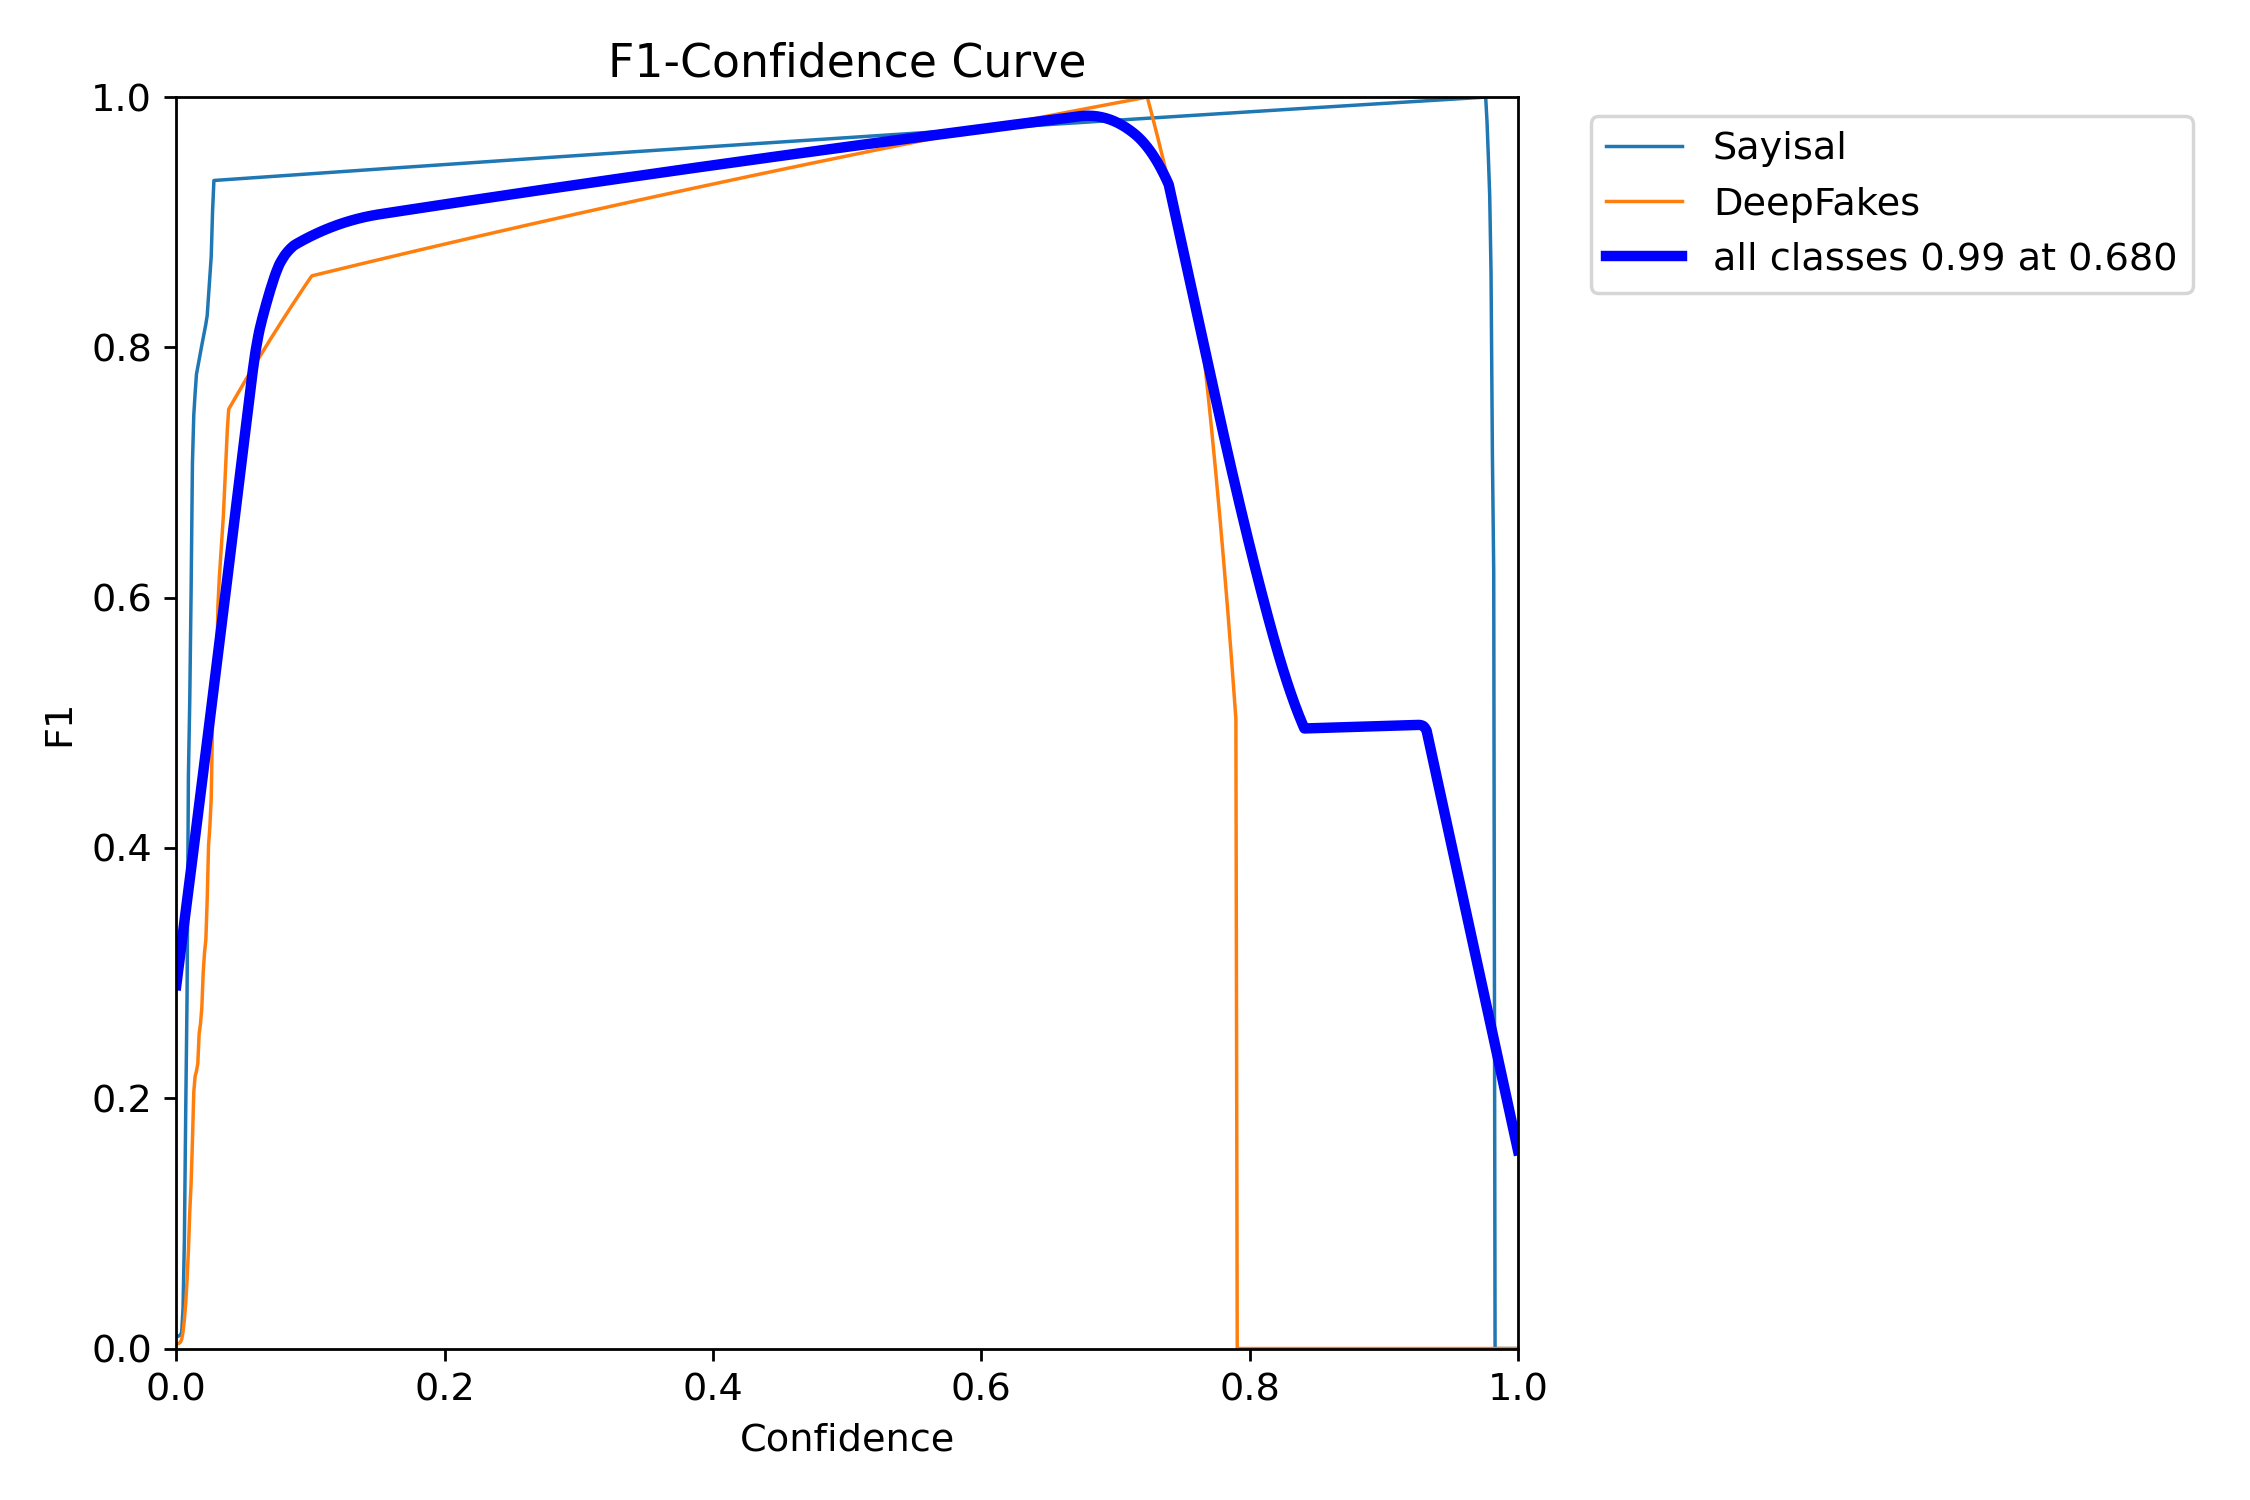 F1-Confidence Curve
1.0
0.8
0.6
0.4
0.2
0.0
F1
0.0 0.2 0.4 0.6 0.8 1.0
Confidence
Sayisal
DeepFakes
all classes 0.99 at 0.680